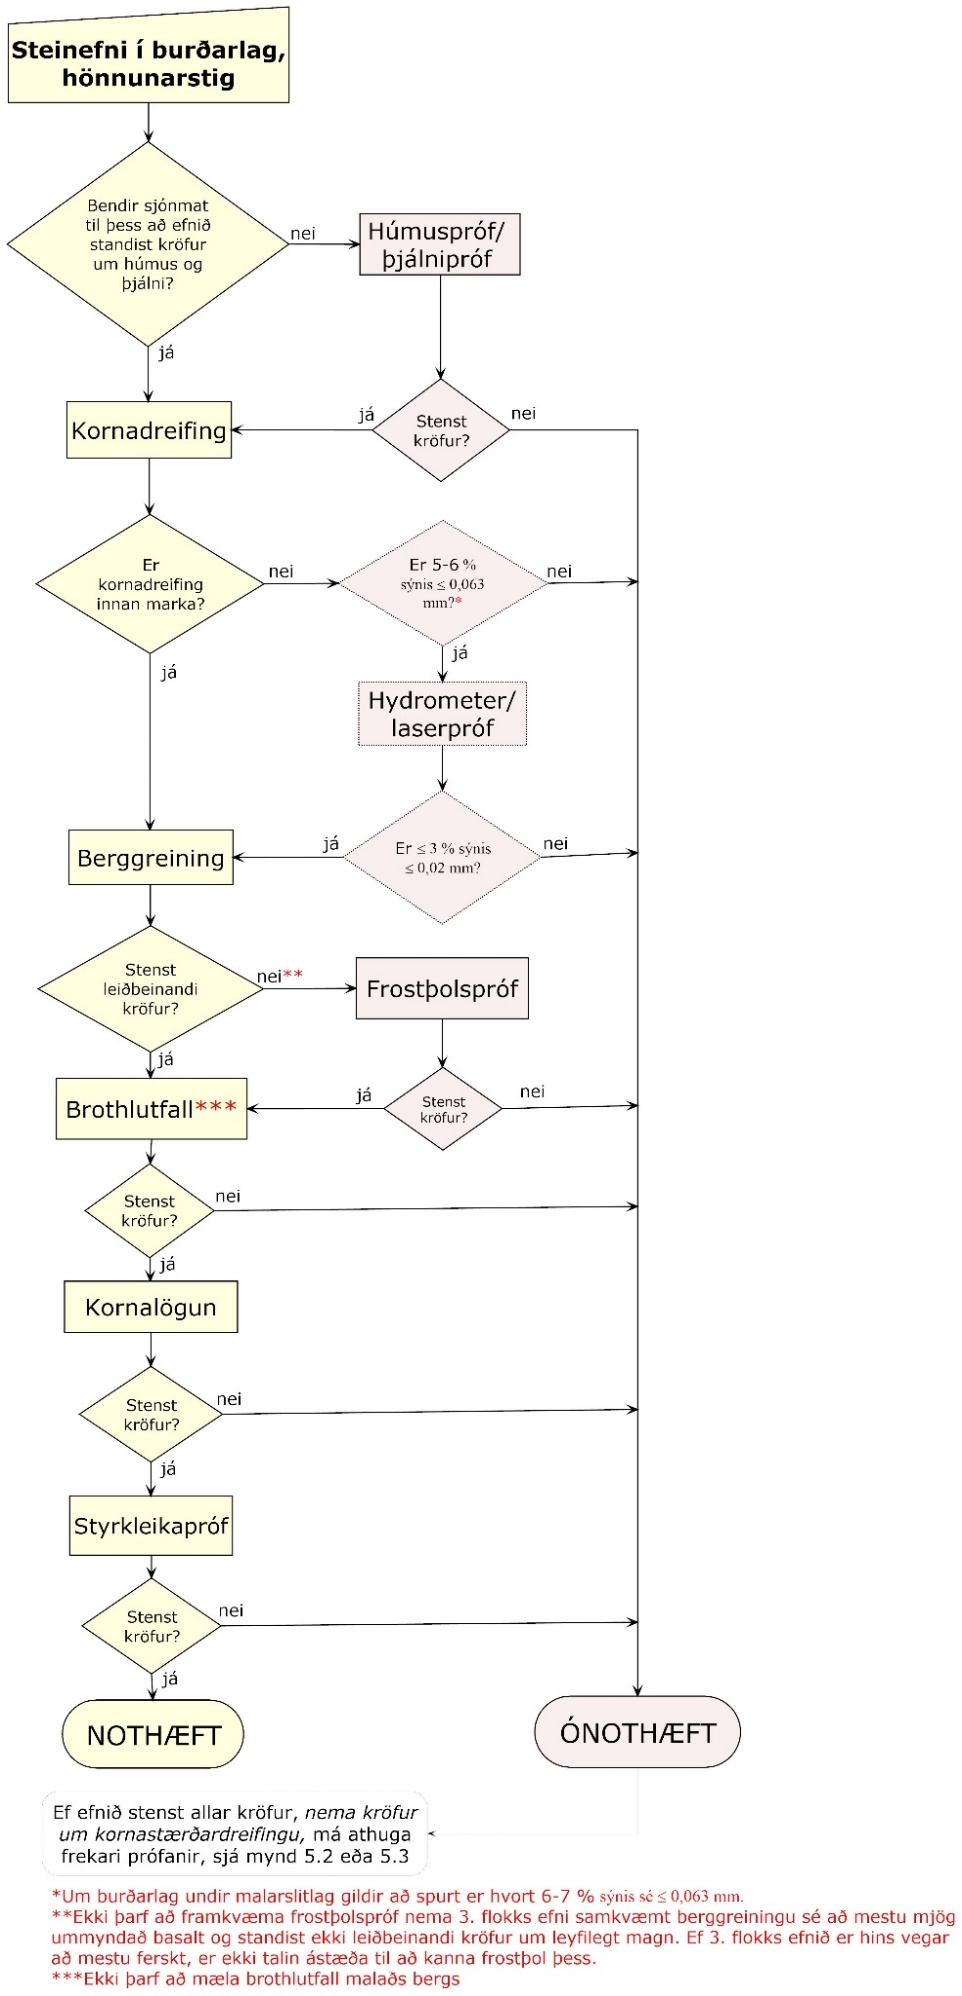 Steinefni í burðarlag,
hönnunarstig
Bendir sjónmat
til þess að efnið
standist kröfur
um húmus og
þjálni?
nei
Húmuspróf/
þjálnipróf
já
Kornadreifing
já
Stenst
kröfur?
nei
Er
kornadreifing
innan marka?
nei
Er 5-6 %
sýnis ≤ 0,063
mm?*
nei
já
já
Hydrometer/
laserpróf
Berggreining
já
Er ≤ 3 % sýnis
≤ 0,02 mm?
nei
Stenst
leiðbeinandi
kröfur?
nei**
Frostþolspróf
já
Brothlutfall***
já
Stenst
kröfur?
nei
Stenst
kröfur?
nei
já
Kornalögun
Stenst
kröfur?
nei
já
Styrkleikapróf
Stenst
kröfur?
nei
já
NOTHÆFT
ÓNOTHÆFT
Ef efnið stenst allar kröfur, nema kröfur
um kornastærðardreifingu, má athuga
frekari prófanir, sjá mynd 5.2 eða 5.3
*Um burðarlag undir malarslitlag gildir að spurt er hvort 6-7 % sýnis sé ≤ 0,063 mm.
**Ekki þarf að framkvæma frostþolspróf nema 3. flokks efni samkvæmt berggreiningu sé að mestu mjög
ummyndað basalt og standist ekki leiðbeinandi kröfur um leyfilegt magn. Ef 3. flokks efnið er hins vegar
að mestu ferskt, er ekki talin ástæða til að kanna frostþol þess.
***Ekki þarf að mæla brothlutfall malaðs bergs